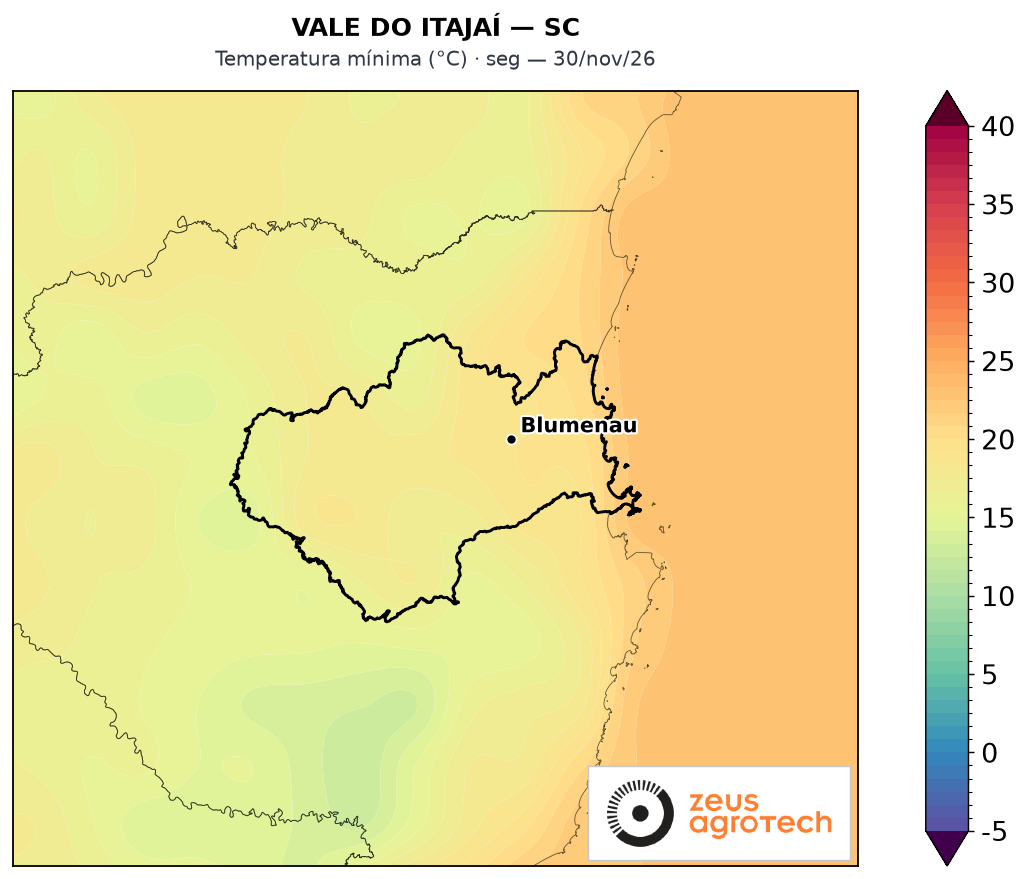 VALE DO ITAJAÍ — SC
Temperatura mínima (°C) · seg — 30/nov/26
Blumenau
40
35
30
25
20
15
10
5
0
-5
zeus
agrotech